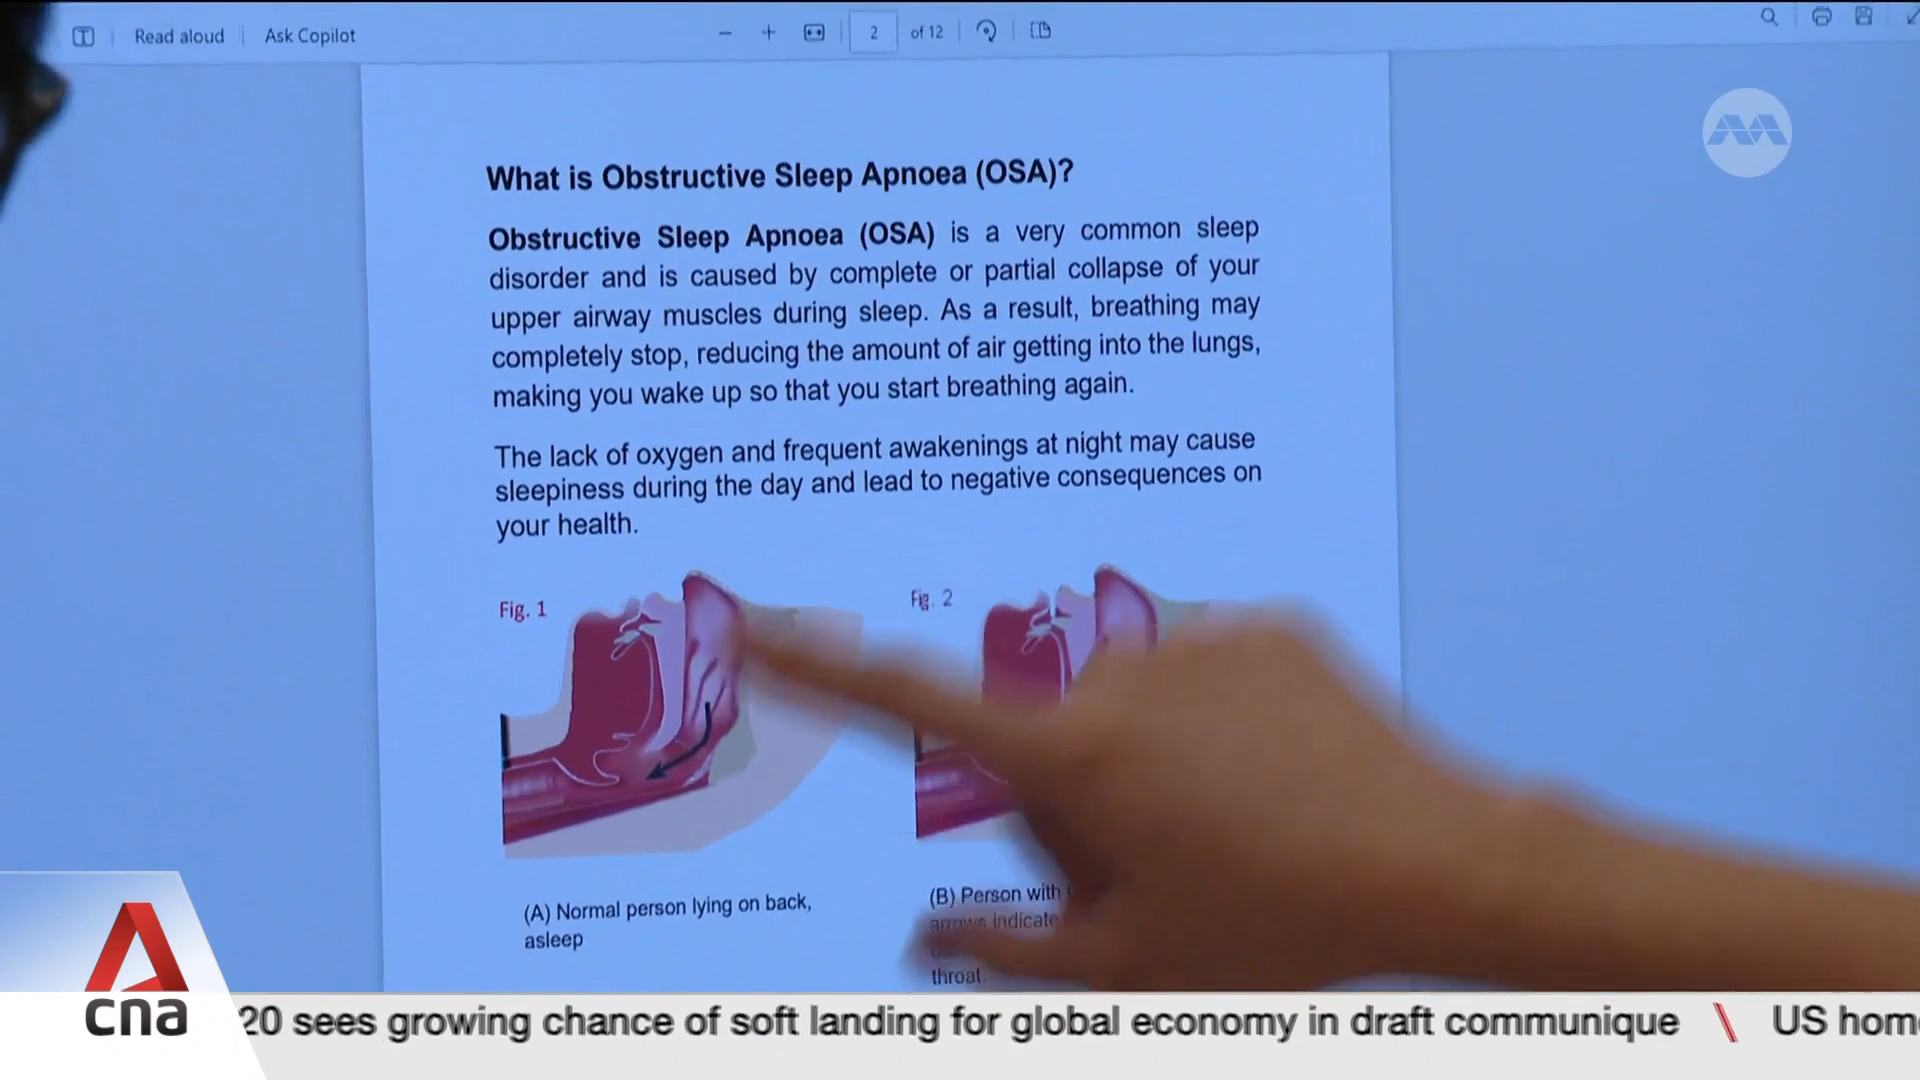 Read aloud
Ask Copilot
2
of 12
What is Obstructive Sleep Apnoea (OSA)?
Obstructive Sleep Apnoea (OSA) is a very common sleep
disorder and is caused by complete or partial collapse of your
upper airway muscles during sleep. As a result, breathing may
completely stop, reducing the amount of air getting into the lungs,
making you wake up so that you start breathing again.
The lack of oxygen and frequent awakenings at night may cause
sleepiness during the day and lead to negative consequences on
your health.
Fig. 1
Fig. 2
(A) Normal person lying on back,
asleep
(B) Person with
arrows indicate
throat.
cna
20 sees growing chance of soft landing for global economy in draft communique \ US hom